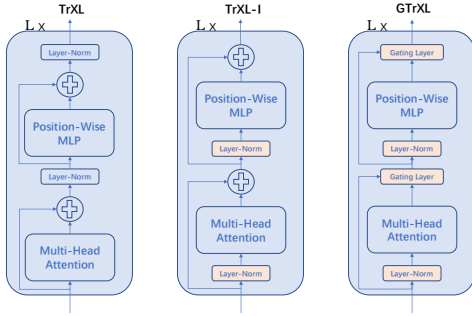 TrXL
L x
Layer-Norm
Position-Wise
MLP
Layer-Norm
Multi-Head
Attention
TrXL-I
L x
Position-Wise
MLP
Layer-Norm
Multi-Head
Attention
Layer-Norm
GTrXL
L x
Gating Layer
Position-Wise
MLP
Layer-Norm
Gating Layer
Multi-Head
Attention
Layer-Norm